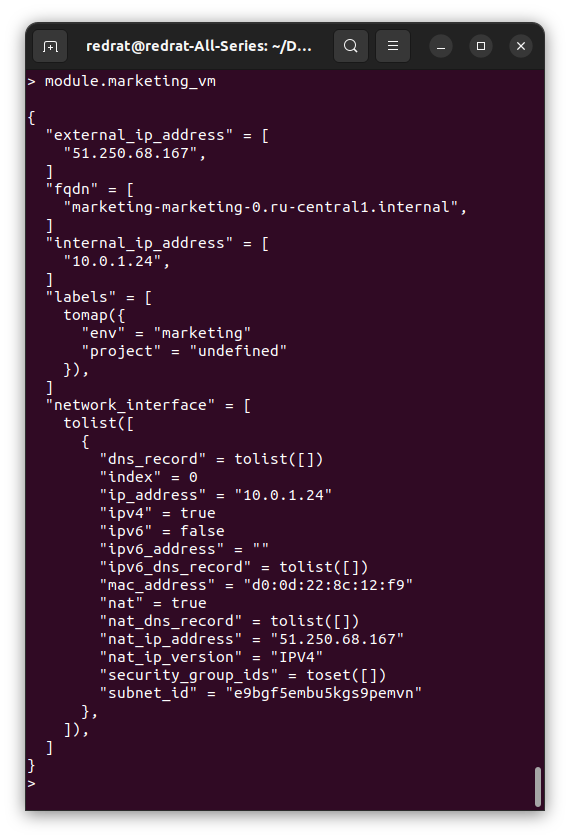 redrat@redrat-All-Series: ~/D...
> module.marketing_vm
{
  "external_ip_address" = [
    "51.250.68.167",
  ]
  "fqdn" = [
    "marketing-marketing-0.ru-central1.internal",
  ]
  "internal_ip_address" = [
    "10.0.1.24",
  ]
  "labels" = [
    tomap({
      "env" = "marketing"
      "project" = "undefined"
    }),
  ]
  "network_interface" = [
    tolist([
      {
        "dns_record" = tolist([])
        "index" = 0
        "ip_address" = "10.0.1.24"
        "ipv4" = true
        "ipv6" = false
        "ipv6_address" = ""
        "ipv6_dns_record" = tolist([])
        "mac_address" = "d0:0d:22:8c:12:f9"
        "nat" = true
        "nat_dns_record" = tolist([])
        "nat_ip_address" = "51.250.68.167"
        "nat_ip_version" = "IPV4"
        "security_group_ids" = toset([])
        "subnet_id" = "e9bgf5embu5kgs9pemvn"
      },
    ]),
  ]
}
>